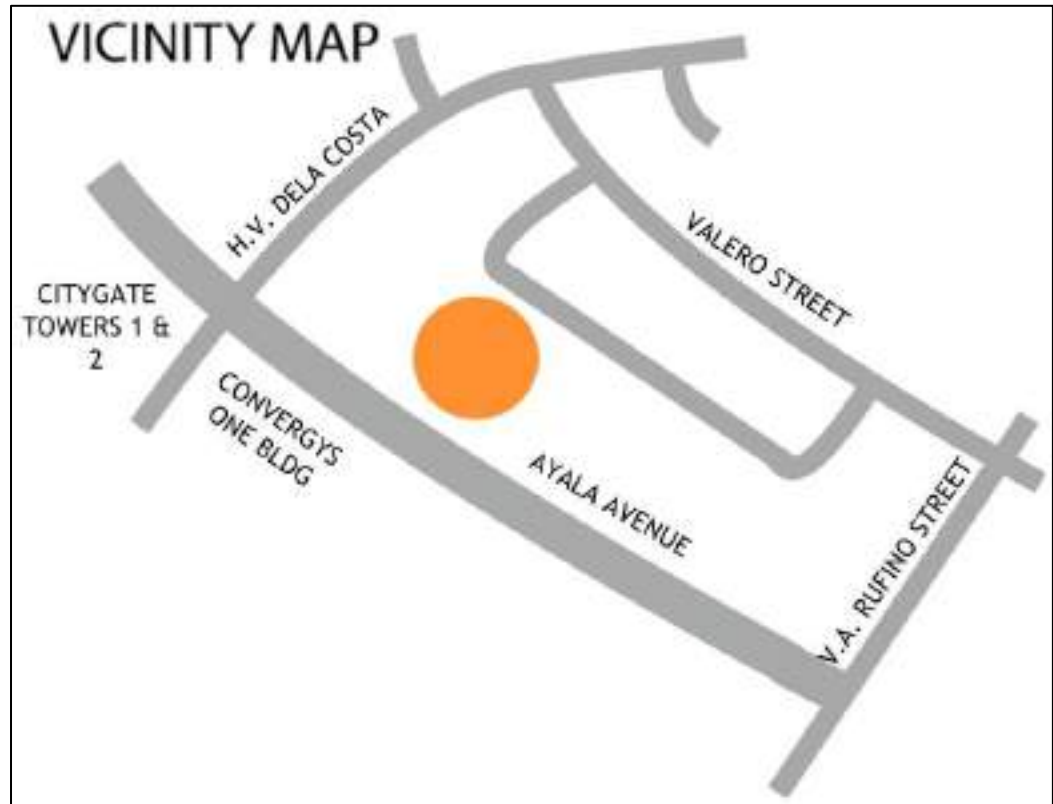 VICINITY MAP
H.V. DELA COSTA
VALERO STREET
CITYGATE
TOWERS 1 &
2
CONVERGYS
ONE BLDG
AYALA AVENUE
V.A. RUFINO STREET